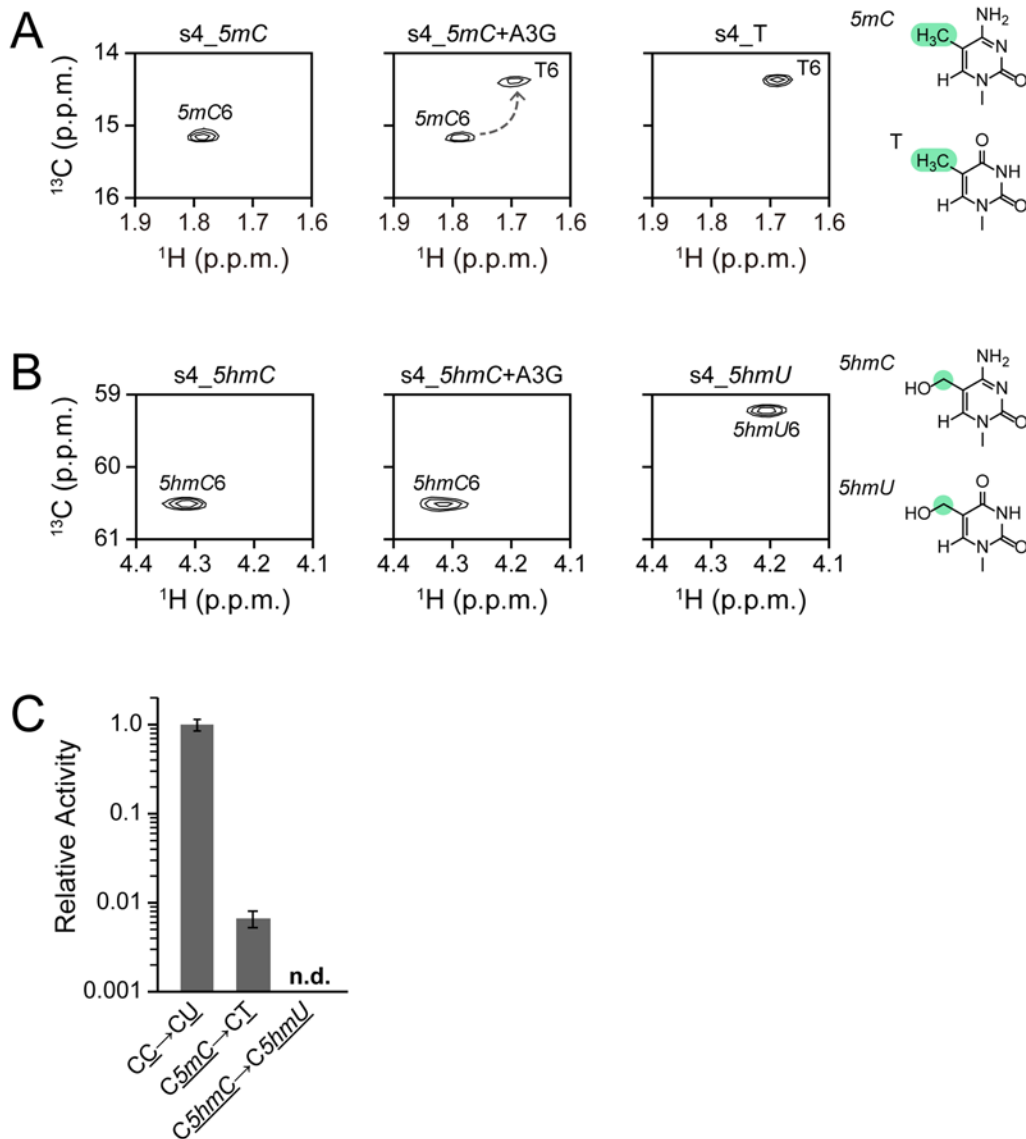 A
s4_5mC
s4_5mC+A3G
s4_T
5mC
NH₂
H₃C
N
H
N
O
14
15
16
¹³C (p.p.m.)
5mC6
5mC6
T6
T6
T
O
H₃C
NH
H
N
O
1.9 1.8 1.7 1.6
1.9 1.8 1.7 1.6
1.9 1.8 1.7 1.6
¹H (p.p.m.)
¹H (p.p.m.)
¹H (p.p.m.)
B
s4_5hmC
s4_5hmC+A3G
s4_5hmU
5hmC
NH₂
HO
N
H
N
O
59
60
61
¹³C (p.p.m.)
5hmC6
5hmC6
5hmU6
5hmU
O
HO
NH
H
N
O
4.4 4.3 4.2 4.1
4.4 4.3 4.2 4.1
4.4 4.3 4.2 4.1
¹H (p.p.m.)
¹H (p.p.m.)
¹H (p.p.m.)
C
Relative Activity
1.0
0.1
0.01
0.001
n.d.
CC→CU
C5mC→CT
C5hmC→C5hmU